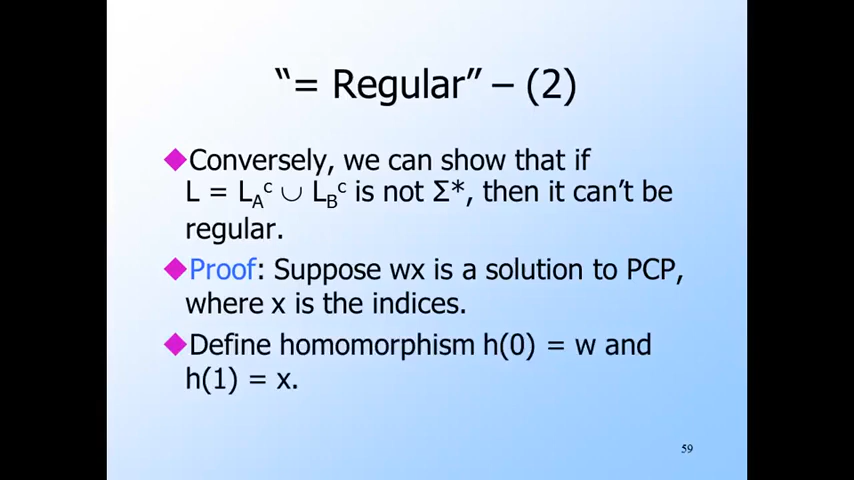 “= Regular” – (2)
Conversely, we can show that if
L = L_A^c ∪ L_B^c is not Σ*, then it can’t be
regular.
Proof: Suppose wx is a solution to PCP,
where x is the indices.
Define homomorphism h(0) = w and
h(1) = x.
59